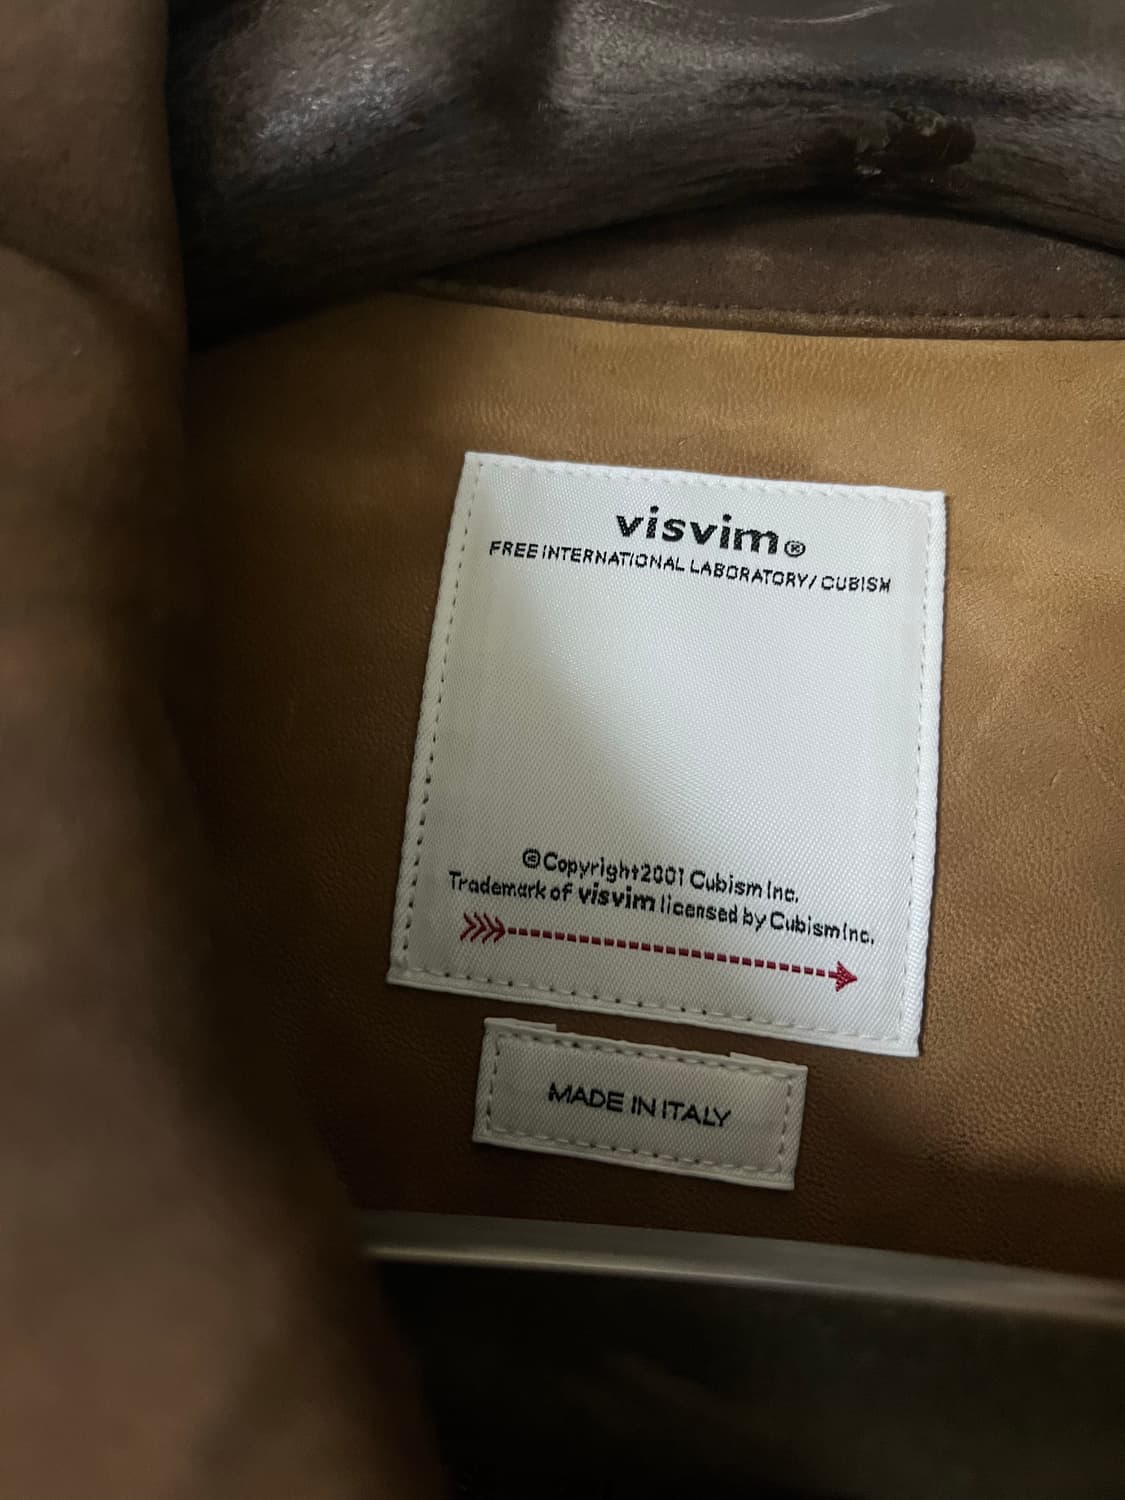 visvim®
FREE INTERNATIONAL LABORATORY/ CUBISM
©Copyright2001 Cubism Inc.
Trademark of visvim licensed by Cubism Inc.
MADE IN ITALY